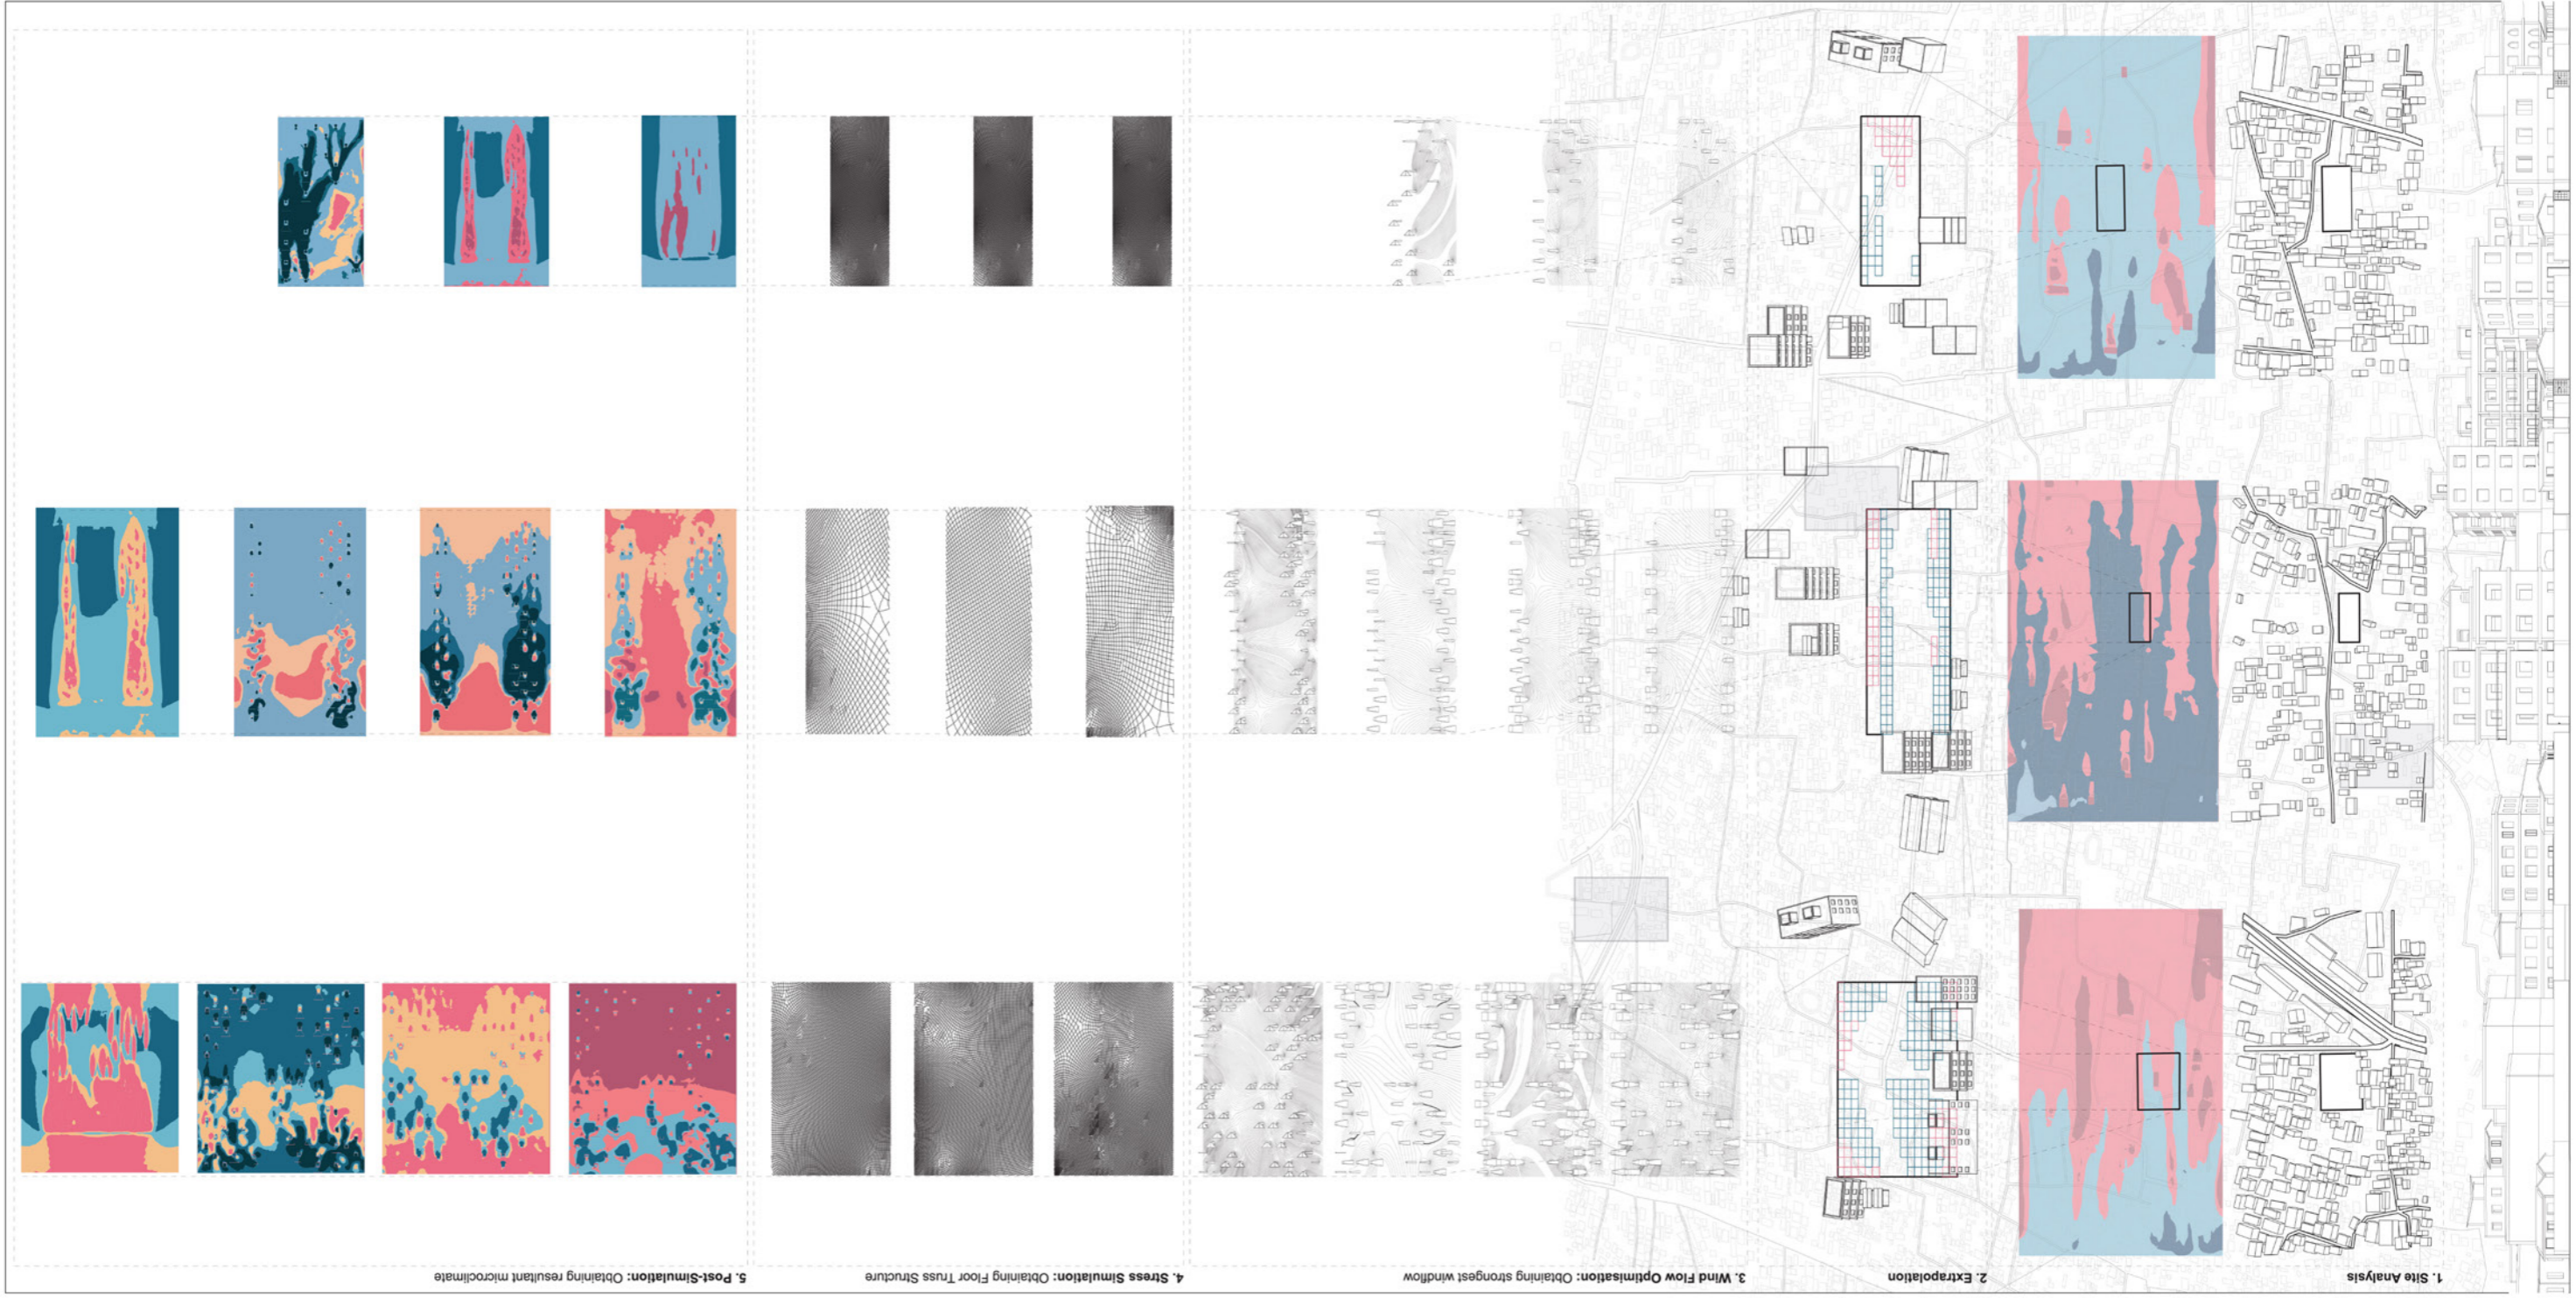 1. Site Analysis
2. Extrapolation
3. Wind Flow Optimisation: Obtaining strongest windflow
4. Stress Simulation: Obtaining Floor Truss Structure
5. Post-Simulation: Obtaining resultant microclimate